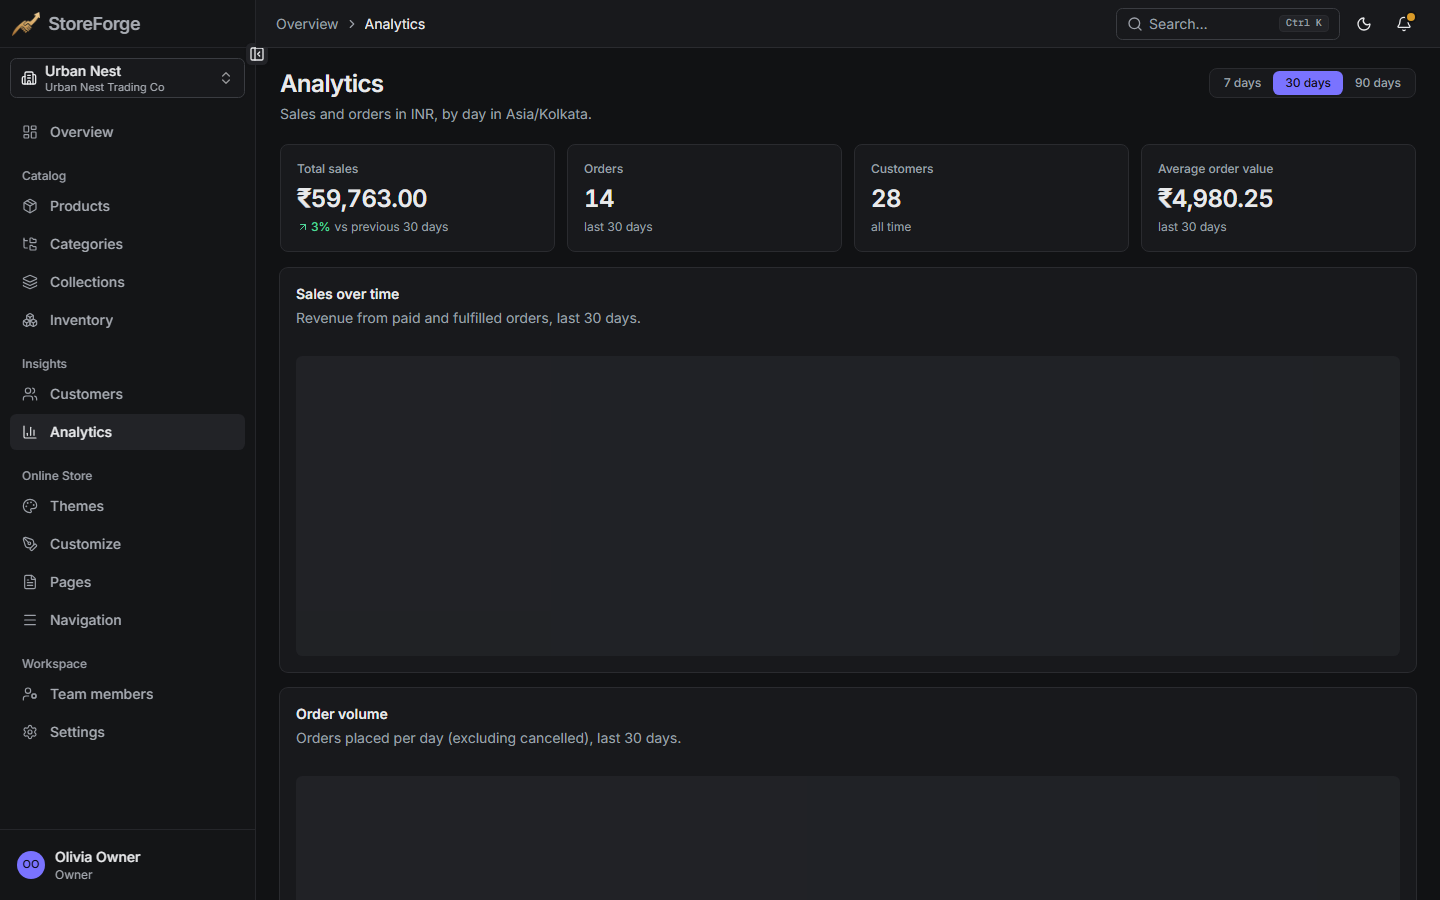 StoreForge
Overview > Analytics
Search...
Ctrl K
Urban Nest
Urban Nest Trading Co
Overview
Catalog
Products
Categories
Collections
Inventory
Insights
Customers
Analytics
Online Store
Themes
Customize
Pages
Navigation
Workspace
Team members
Settings
OO
Olivia Owner
Owner
Analytics
Sales and orders in INR, by day in Asia/Kolkata.
7 days
30 days
90 days
Total sales
₹59,763.00
3% vs previous 30 days
Orders
14
last 30 days
Customers
28
all time
Average order value
₹4,980.25
last 30 days
Sales over time
Revenue from paid and fulfilled orders, last 30 days.
Order volume
Orders placed per day (excluding cancelled), last 30 days.